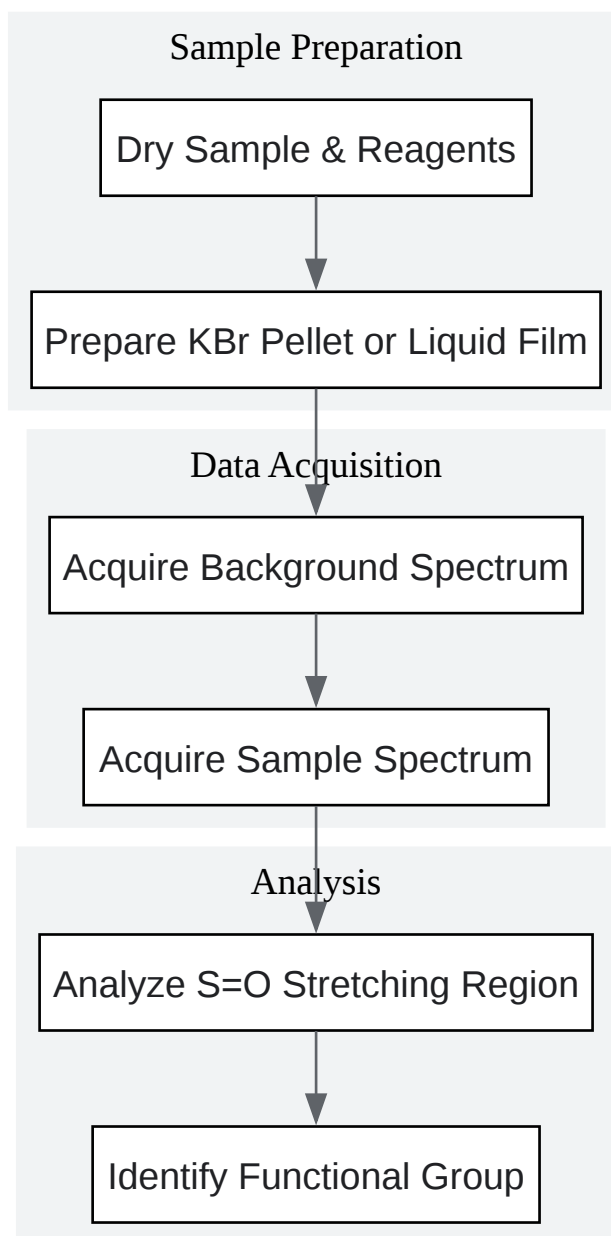 Sample Preparation
Dry Sample & Reagents
Prepare KBr Pellet or Liquid Film
Data Acquisition
Acquire Background Spectrum
Acquire Sample Spectrum
Analysis
Analyze S=O Stretching Region
Identify Functional Group